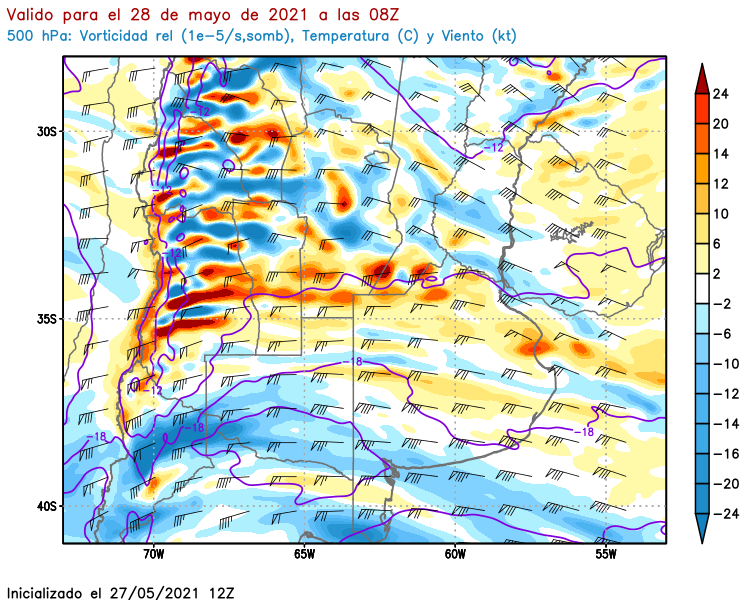 Valido para el 28 de mayo de 2021 a las 08Z
500 hPa: Vorticidad rel (1e-5/s,somb), Temperatura (C) y Viento (kt)
24
20
16
14
12
10
6
2
-2
-6
-10
-12
-14
-16
-20
-24
30S
35S
40S
70W
65W
60W
55W
-12
-12
-12
-12
-12
-18
-18
-18
-18
Inicializado el 27/05/2021 12Z